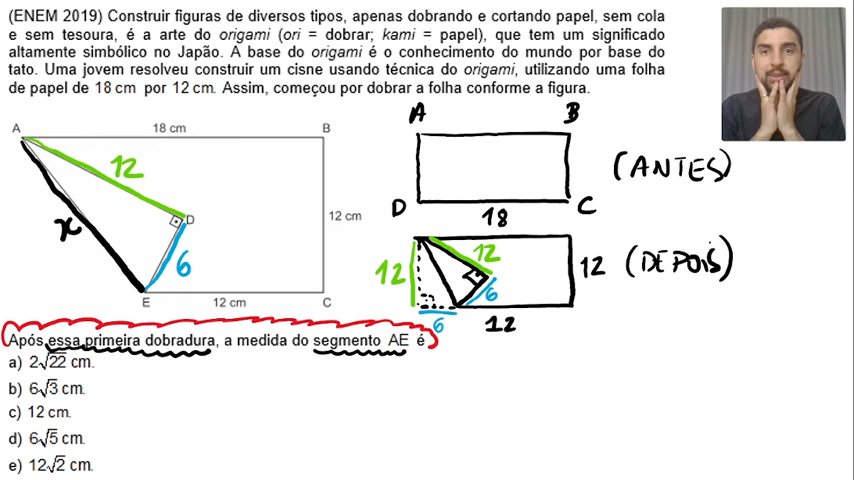 (ENEM 2019) Construir figuras de diversos tipos, apenas dobrando e cortando papel, sem cola
e sem tesoura, é a arte do origami (ori = dobrar; kami = papel), que tem um significado
altamente simbólico no Japão. A base do origami é o conhecimento do mundo por base do
tato. Uma jovem resolveu construir um cisne usando técnica do origami, utilizando uma folha
de papel de 18 cm por 12 cm. Assim, começou por dobrar a folha conforme a figura.
A 18 cm B
12
D
x
6
12 cm
E 12 cm C
A B
(ANTES)
D 18 C
12
12
6
12 (DEPOIS)
6 12
Após essa primeira dobradura, a medida do segmento AE é
a) 2√22 cm.
b) 6√3 cm.
c) 12 cm.
d) 6√5 cm.
e) 12√2 cm.